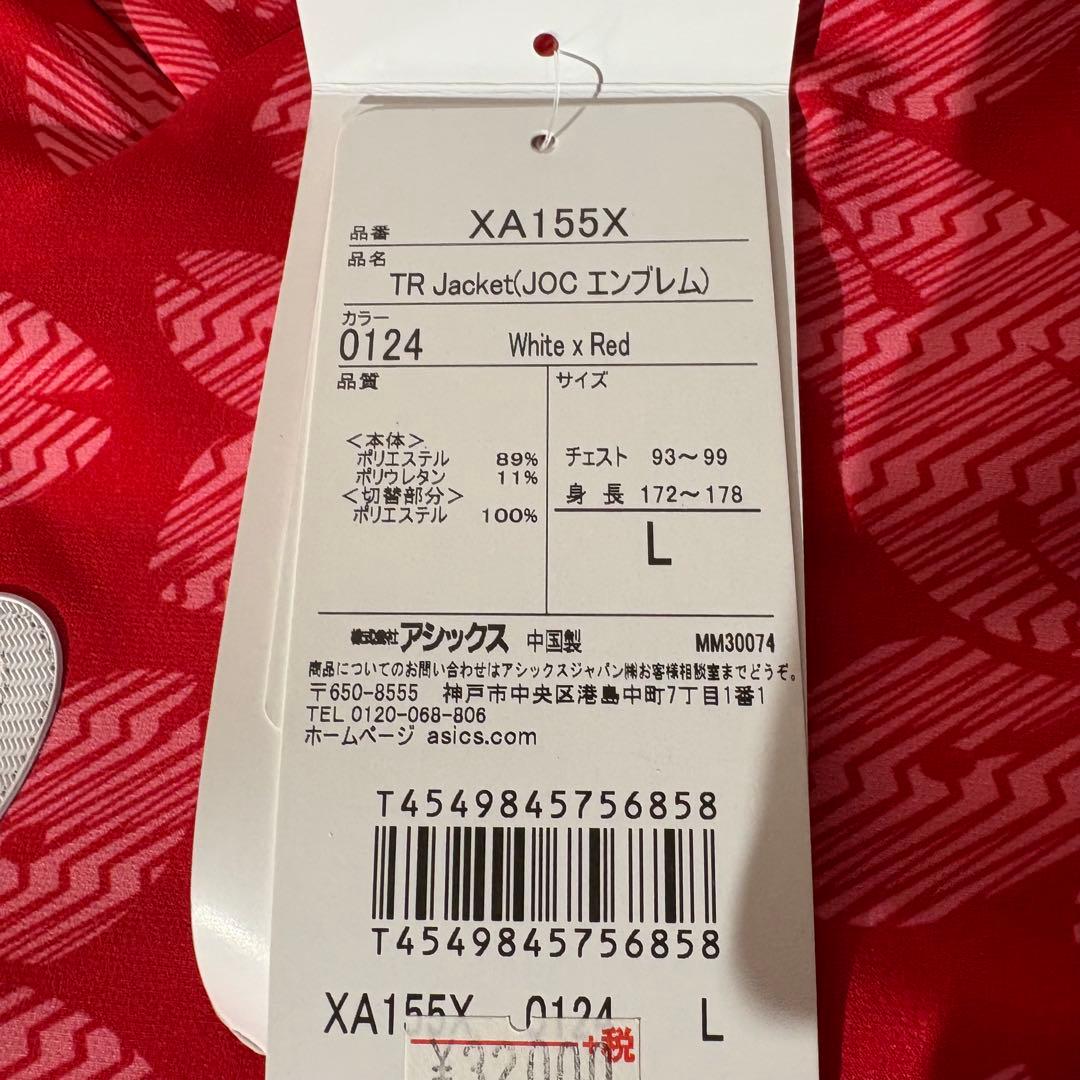 品番 XA155X
品名
TR Jacket(JOC エンブレム)
カラー
0124 White x Red
品質
サイズ
＜本体＞
ポリエステル 89%
ポリウレタン 11%
＜切替部分＞
ポリエステル 100%
チェスト 93～99
身長 172～178
L
株式会社アシックス 中国製 MM30074
商品についてのお問い合わせはアシックスジャパン㈱お客様相談室までどうぞ。
〒650-8555 神戸市中央区港島中町7丁目1番1
TEL 0120-068-806
ホームページ asics.com
T4549845756858
T4549845756858
XA155X 0124 L
+税